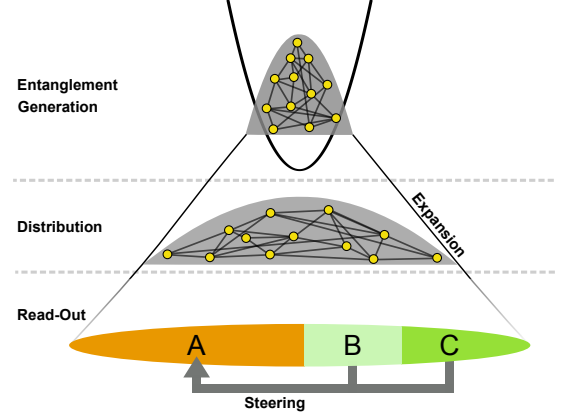 Entanglement
Generation
Distribution
Expansion
Read-Out
A
B
C
Steering